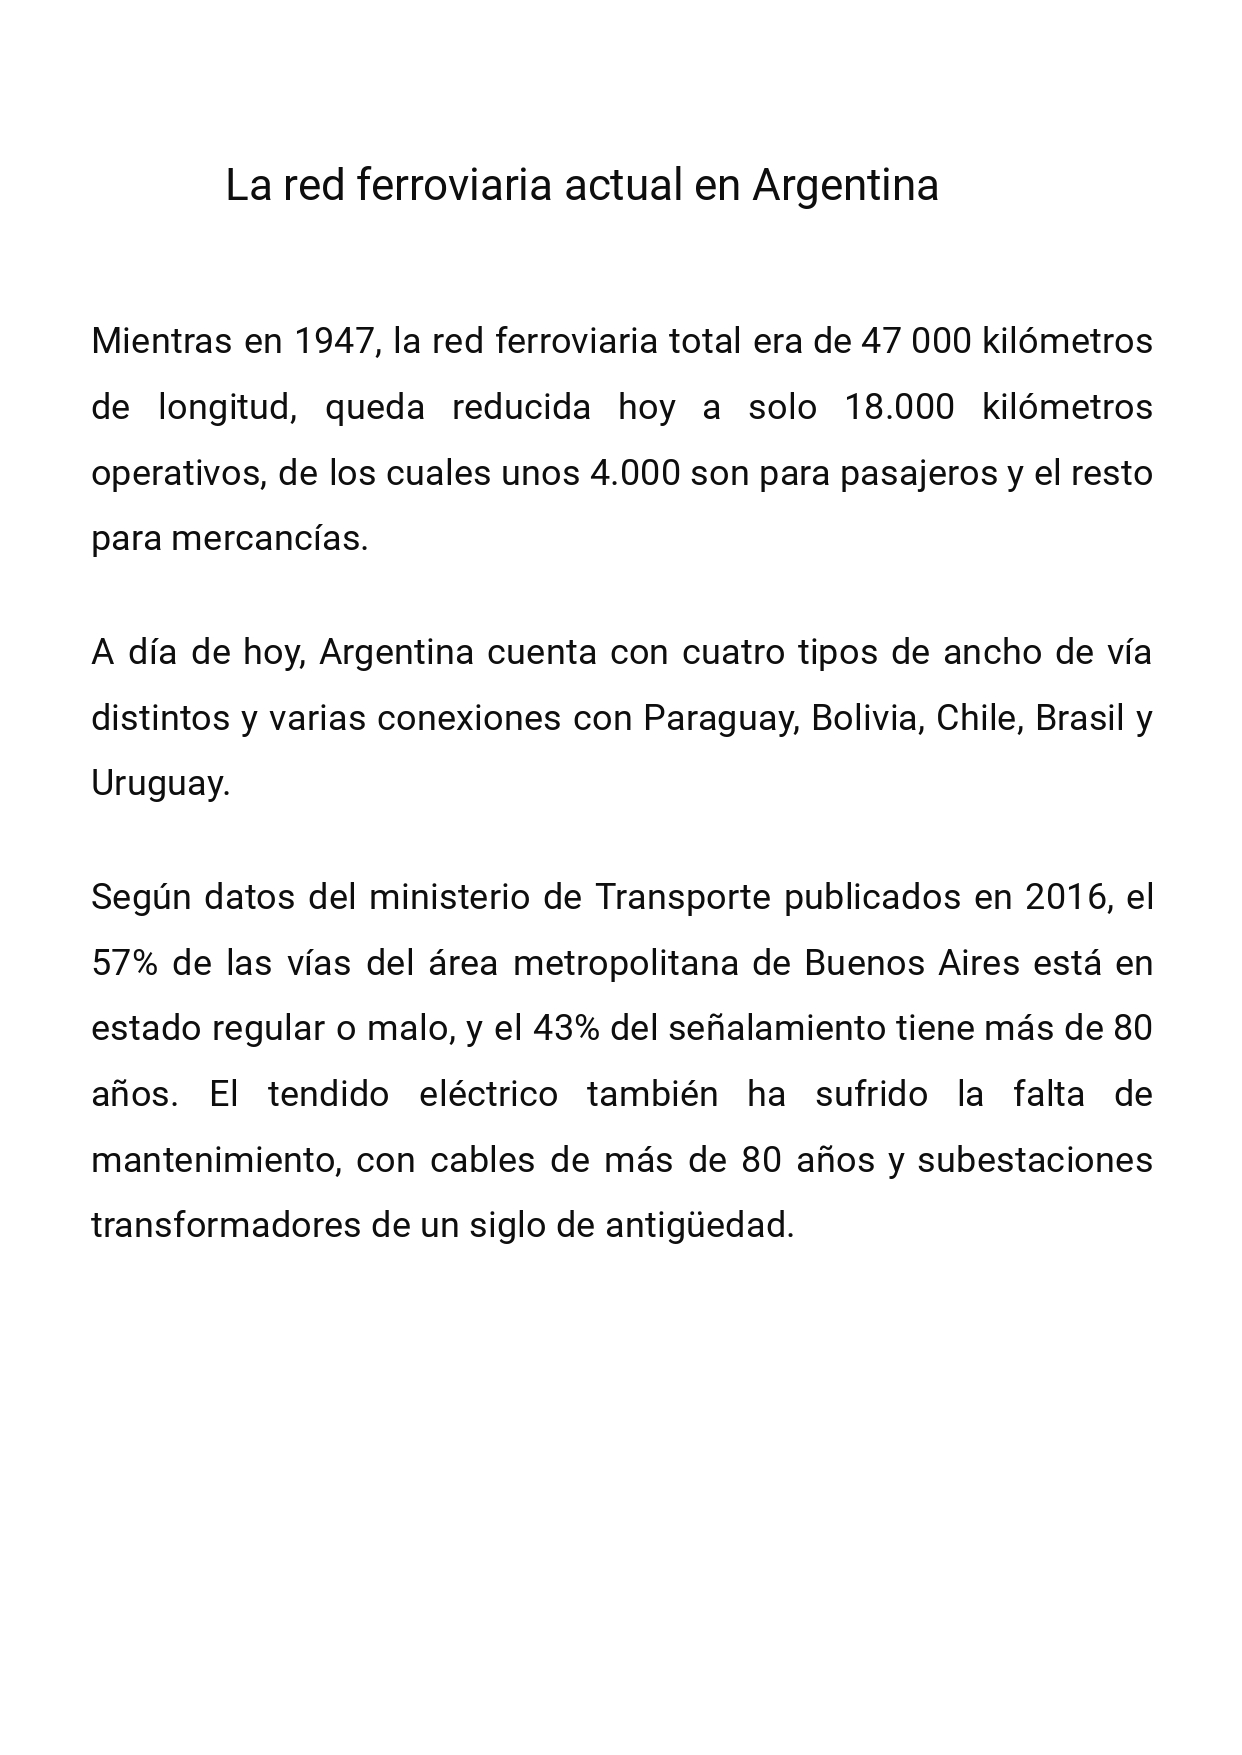 La red ferroviaria actual en Argentina
Mientras en 1947, la red ferroviaria total era de 47 000 kilómetros
de longitud, queda reducida hoy a solo 18.000 kilómetros
operativos, de los cuales unos 4.000 son para pasajeros y el resto
para mercancías.
A día de hoy, Argentina cuenta con cuatro tipos de ancho de vía
distintos y varias conexiones con Paraguay, Bolivia, Chile, Brasil y
Uruguay.
Según datos del ministerio de Transporte publicados en 2016, el
57% de las vías del área metropolitana de Buenos Aires está en
estado regular o malo, y el 43% del señalamiento tiene más de 80
años. El tendido eléctrico también ha sufrido la falta de
mantenimiento, con cables de más de 80 años y subestaciones
transformadores de un siglo de antigüedad.